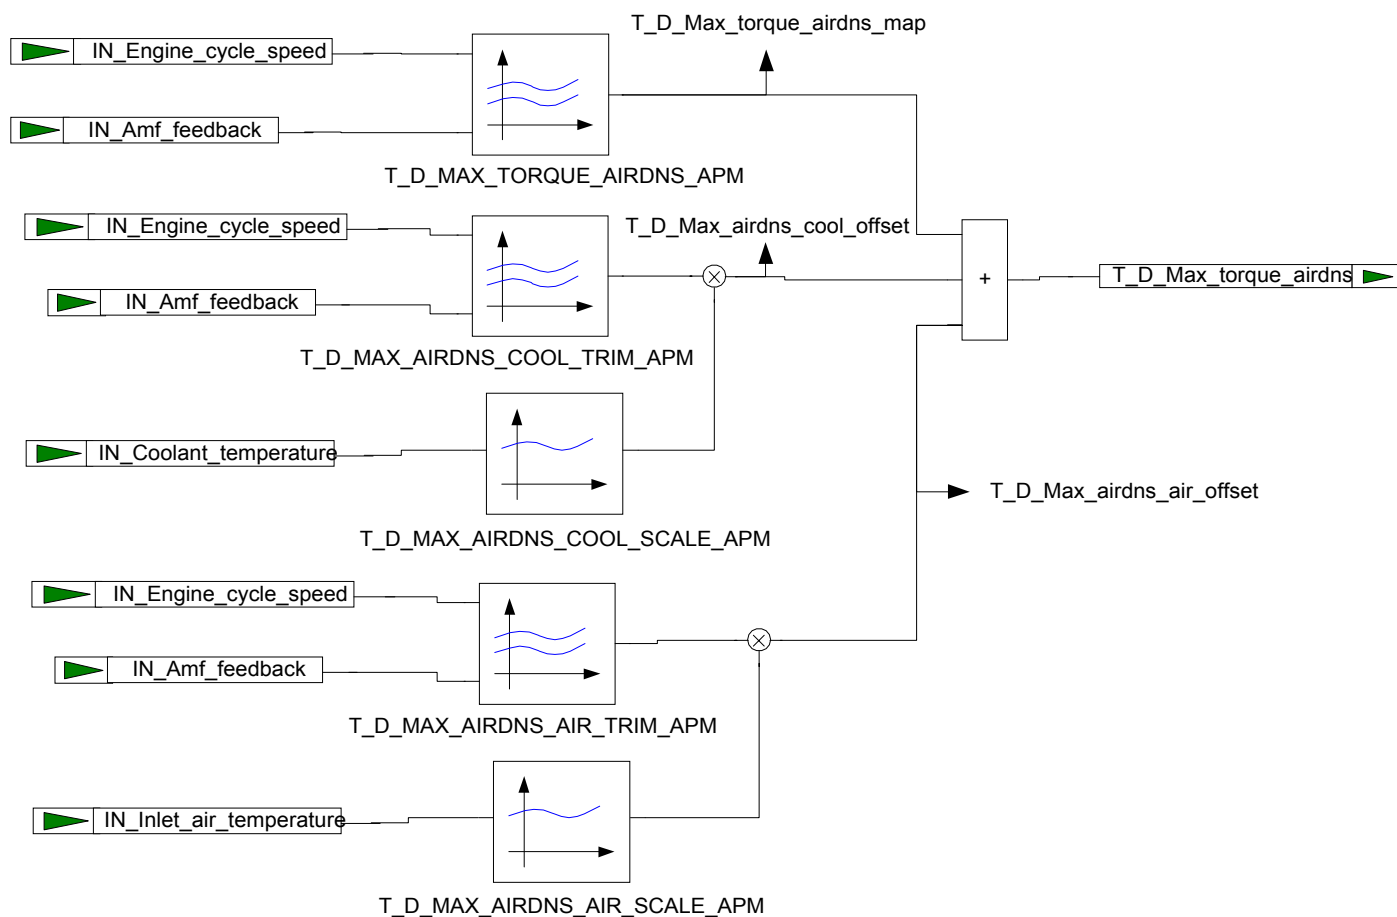 T_D_Max_torque_airdns_map
IN_Engine_cycle_speed
IN_Amf_feedback
T_D_MAX_TORQUE_AIRDNS_APM
IN_Engine_cycle_speed
T_D_Max_airdns_cool_offset
+
T_D_Max_torque_airdns
IN_Amf_feedback
T_D_MAX_AIRDNS_COOL_TRIM_APM
IN_Coolant_temperature
T_D_Max_airdns_air_offset
T_D_MAX_AIRDNS_COOL_SCALE_APM
IN_Engine_cycle_speed
IN_Amf_feedback
T_D_MAX_AIRDNS_AIR_TRIM_APM
IN_Inlet_air_temperature
T_D_MAX_AIRDNS_AIR_SCALE_APM